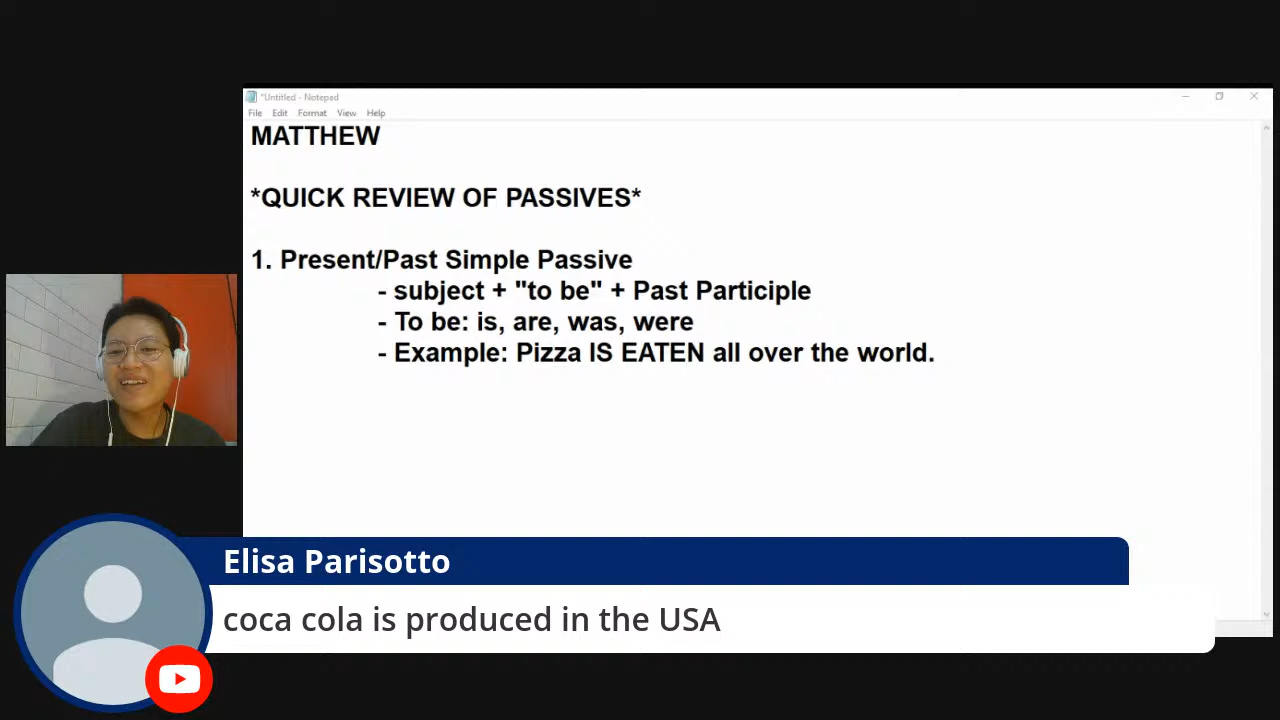 *Untitled - Notepad
File Edit Format View Help
MATTHEW
*QUICK REVIEW OF PASSIVES*
1. Present/Past Simple Passive
- subject + "to be" + Past Participle
- To be: is, are, was, were
- Example: Pizza IS EATEN all over the world.
Elisa Parisotto
coca cola is produced in the USA